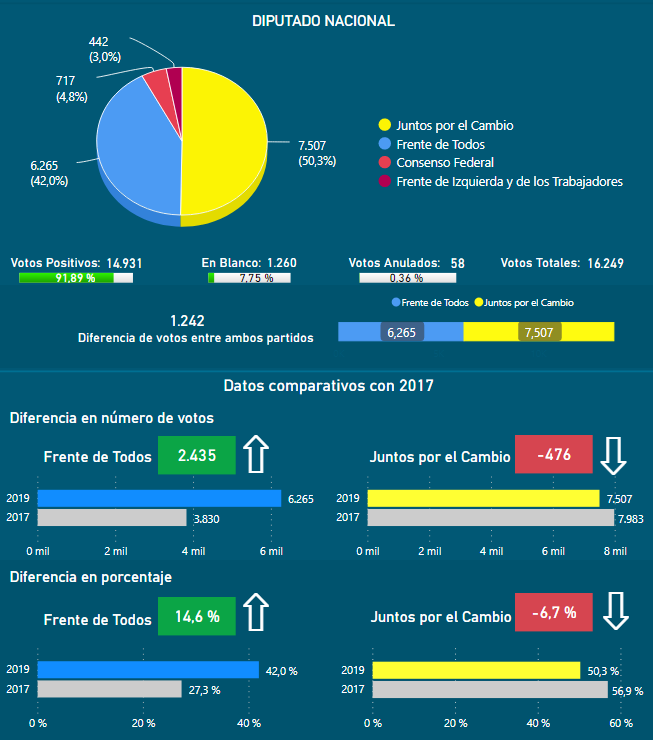 DIPUTADO NACIONAL
442
(3,0%)
717
(4,8%)
6.265
(42,0%)
7.507
(50,3%)
Juntos por el Cambio
Frente de Todos
Consenso Federal
Frente de Izquierda y de los Trabajadores
Votos Positivos: 14.931
91,89 %
En Blanco: 1.260
7,75 %
Votos Anulados: 58
0,36 %
Votos Totales: 16.249
1.242
Diferencia de votos entre ambos partidos
Frente de Todos Juntos por el Cambio
6,265 7,507
Datos comparativos con 2017
Diferencia en número de votos
Frente de Todos 2.435
2019 6.265
2017 3.830
0 mil 2 mil 4 mil 6 mil
Juntos por el Cambio -476
2019 7.507
2017 7.983
0 mil 2 mil 4 mil 6 mil 8 mil
Diferencia en porcentaje
Frente de Todos 14,6 %
2019 42,0 %
2017 27,3 %
0 % 20 % 40 %
Juntos por el Cambio -6,7 %
2019 50,3 %
2017 56,9 %
0 % 20 % 40 % 60 %